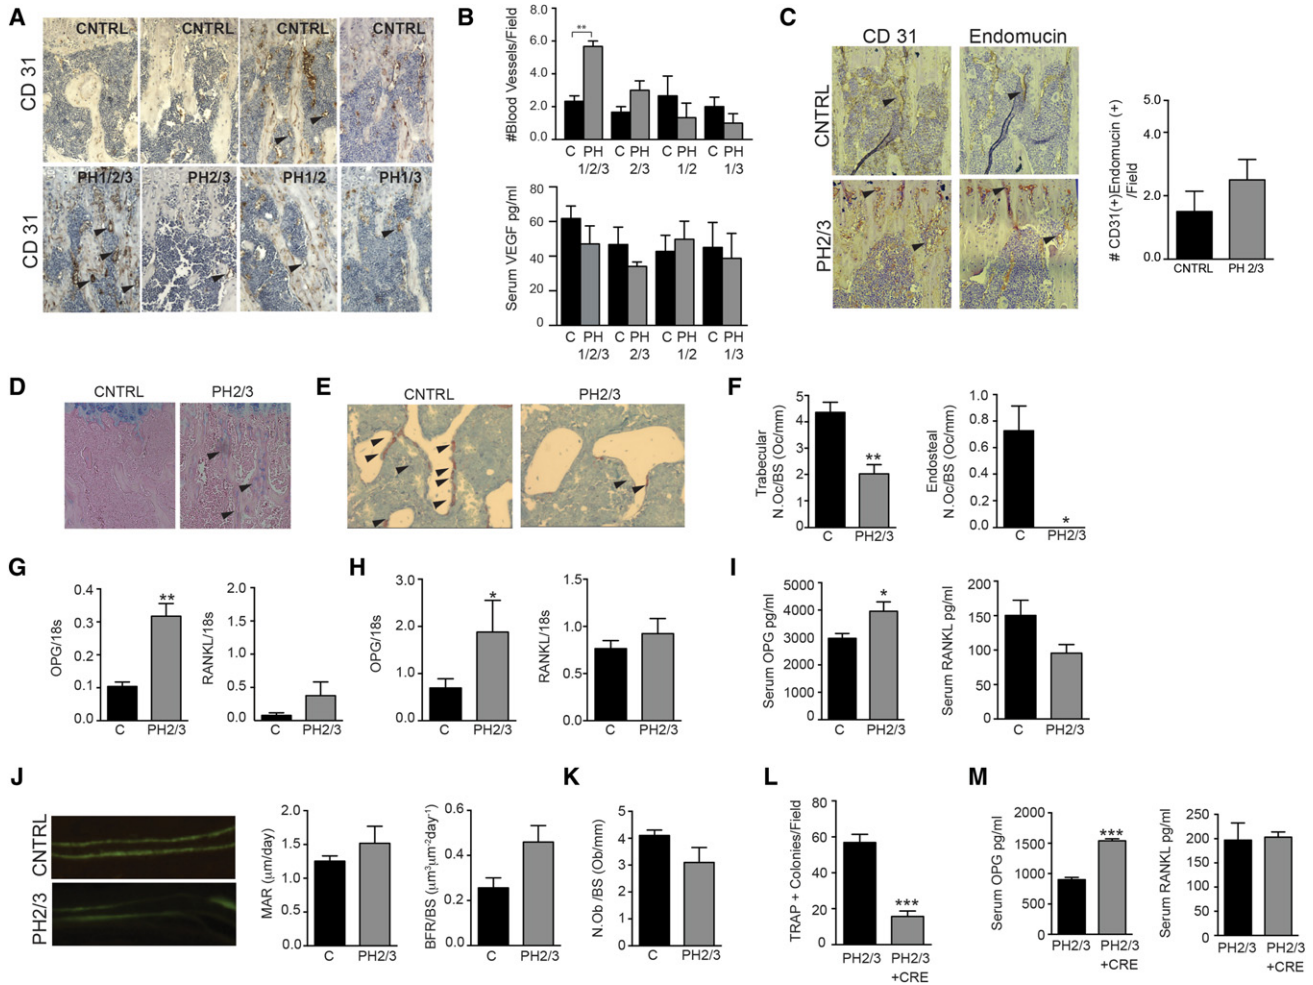 A
CD 31
CNTRL
CNTRL
CNTRL
CNTRL
CD 31
PH1/2/3
PH2/3
PH1/2
PH1/3
B
#Blood Vessels/Field
8.0
6.0
4.0
2.0
0.0
**
C PH C PH C PH C PH
1/2/3 2/3 1/2 1/3
Serum VEGF pg/ml
80
60
40
20
0
C PH C PH C PH C PH
1/2/3 2/3 1/2 1/3
C
CD 31 Endomucin
CNTRL
PH2/3
# CD31(+)Endomucin (+)
/Field
5.0
4.0
2.0
0.0
CNTRL PH 2/3
D
CNTRL PH2/3
E
CNTRL PH2/3
F
Trabecular
N.Oc/BS (Oc/mm)
5
4
3
2
1
0
**
C PH2/3
Endosteal
N.Oc/BS (Oc/mm)
1.0
0.8
0.6
0.4
0.2
0.0
*
C PH2/3
G
OPG/18s
0.4
0.3
0.2
0.1
0.0
**
C PH2/3
RANKL/18s
2.0
1.5
1.0
0.5
0.0
C PH2/3
H
OPG/18s
3.0
2.0
1.0
0.0
*
C PH2/3
RANKL/18s
1.5
1.0
0.5
0.0
C PH2/3
I
Serum OPG pg/ml
5000
4000
3000
2000
1000
0
*
C PH2/3
Serum RANKL pg/ml
150
100
50
0
C PH2/3
J
CNTRL
PH2/3
MAR (μm/day)
2.0
1.5
1.0
0.5
0.0
C PH2/3
BFR/BS (μm³μm⁻²day⁻¹)
0.6
0.4
0.2
0.0
C PH2/3
K
N.Ob /BS (Ob/mm)
5
4
3
2
1
0
C PH2/3
L
TRAP + Colonies/Field
80
60
40
20
0
***
PH2/3 PH2/3
+CRE
M
Serum OPG pg/ml
2000
1500
1000
500
0
***
PH2/3 PH2/3
+CRE
Serum RANKL pg/ml
250
200
150
100
50
0
PH2/3 PH2/3
+CRE